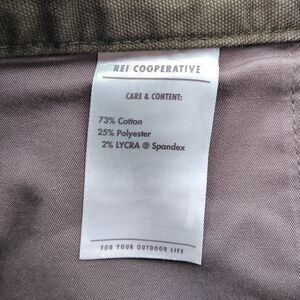 REI COOPERATIVE
CARE & CONTENT:
73% Cotton
25% Polyester
2% LYCRA ® Spandex
FOR YOUR OUTDOOR LIFE